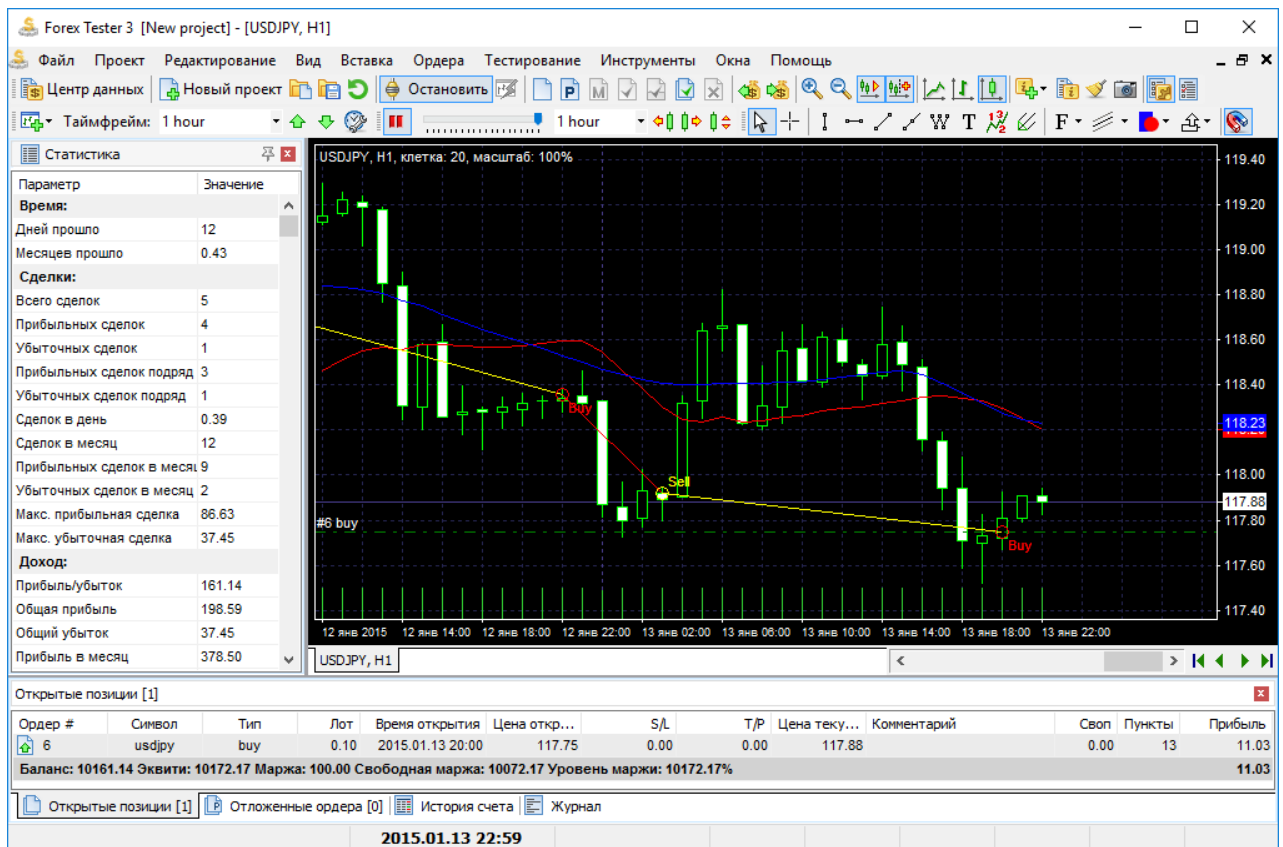 Forex Tester 3 [New project] - [USDJPY, H1]
Файл Проект Редактирование Вид Вставка Ордера Тестирование Инструменты Окна Помощь
Центр данных Новый проект Остановить
Таймфрейм: 1 hour 1 hour
Статистика
Параметр Значение
Время:
Дней прошло 12
Месяцев прошло 0.43
Сделки:
Всего сделок 5
Прибыльных сделок 4
Убыточных сделок 1
Прибыльных сделок подряд 3
Убыточных сделок подряд 1
Сделок в день 0.39
Сделок в месяц 12
Прибыльных сделок в месяц 9
Убыточных сделок в месяц 2
Макс. прибыльная сделка 86.63
Макс. убыточная сделка 37.45
Доход:
Прибыль/убыток 161.14
Общая прибыль 198.59
Общий убыток 37.45
Прибыль в месяц 378.50
USDJPY, H1, клетка: 20, масштаб: 100%
Buy
Sell
#6 buy
Buy
119.40
119.20
119.00
118.80
118.60
118.40
118.23
118.00
117.88
117.80
117.60
117.40
12 янв 2015 12 янв 14:00 12 янв 18:00 12 янв 22:00 13 янв 02:00 13 янв 06:00 13 янв 10:00 13 янв 14:00 13 янв 18:00 13 янв 22:00
USDJPY, H1
Открытые позиции [1]
Ордер # Символ Тип Лот Время открытия Цена откр... S/L T/P Цена теку... Комментарий Своп Пункты Прибыль
6 usdjpy buy 0.10 2015.01.13 20:00 117.75 0.00 0.00 117.88 0.00 13 11.03
Баланс: 10161.14 Эквити: 10172.17 Маржа: 100.00 Свободная маржа: 10072.17 Уровень маржи: 10172.17% 11.03
Открытые позиции [1] Отложенные ордера [0] История счета Журнал
2015.01.13 22:59